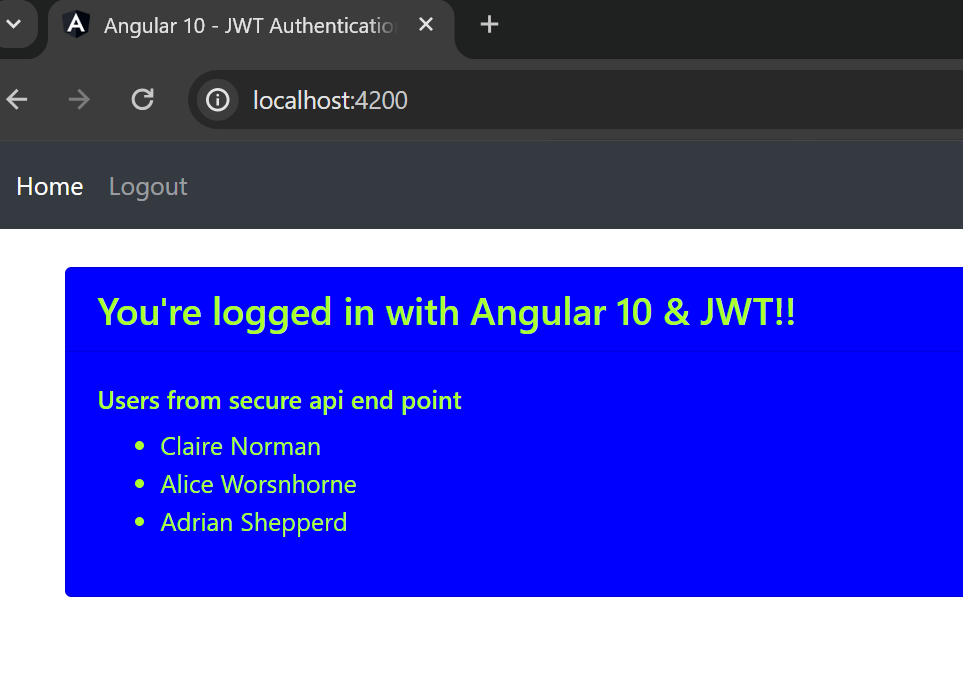 Angular 10 - JWT Authenticatio
localhost:4200
Home Logout
You're logged in with Angular 10 & JWT!!
Users from secure api end point
Claire Norman
Alice Worsnhorne
Adrian Shepperd